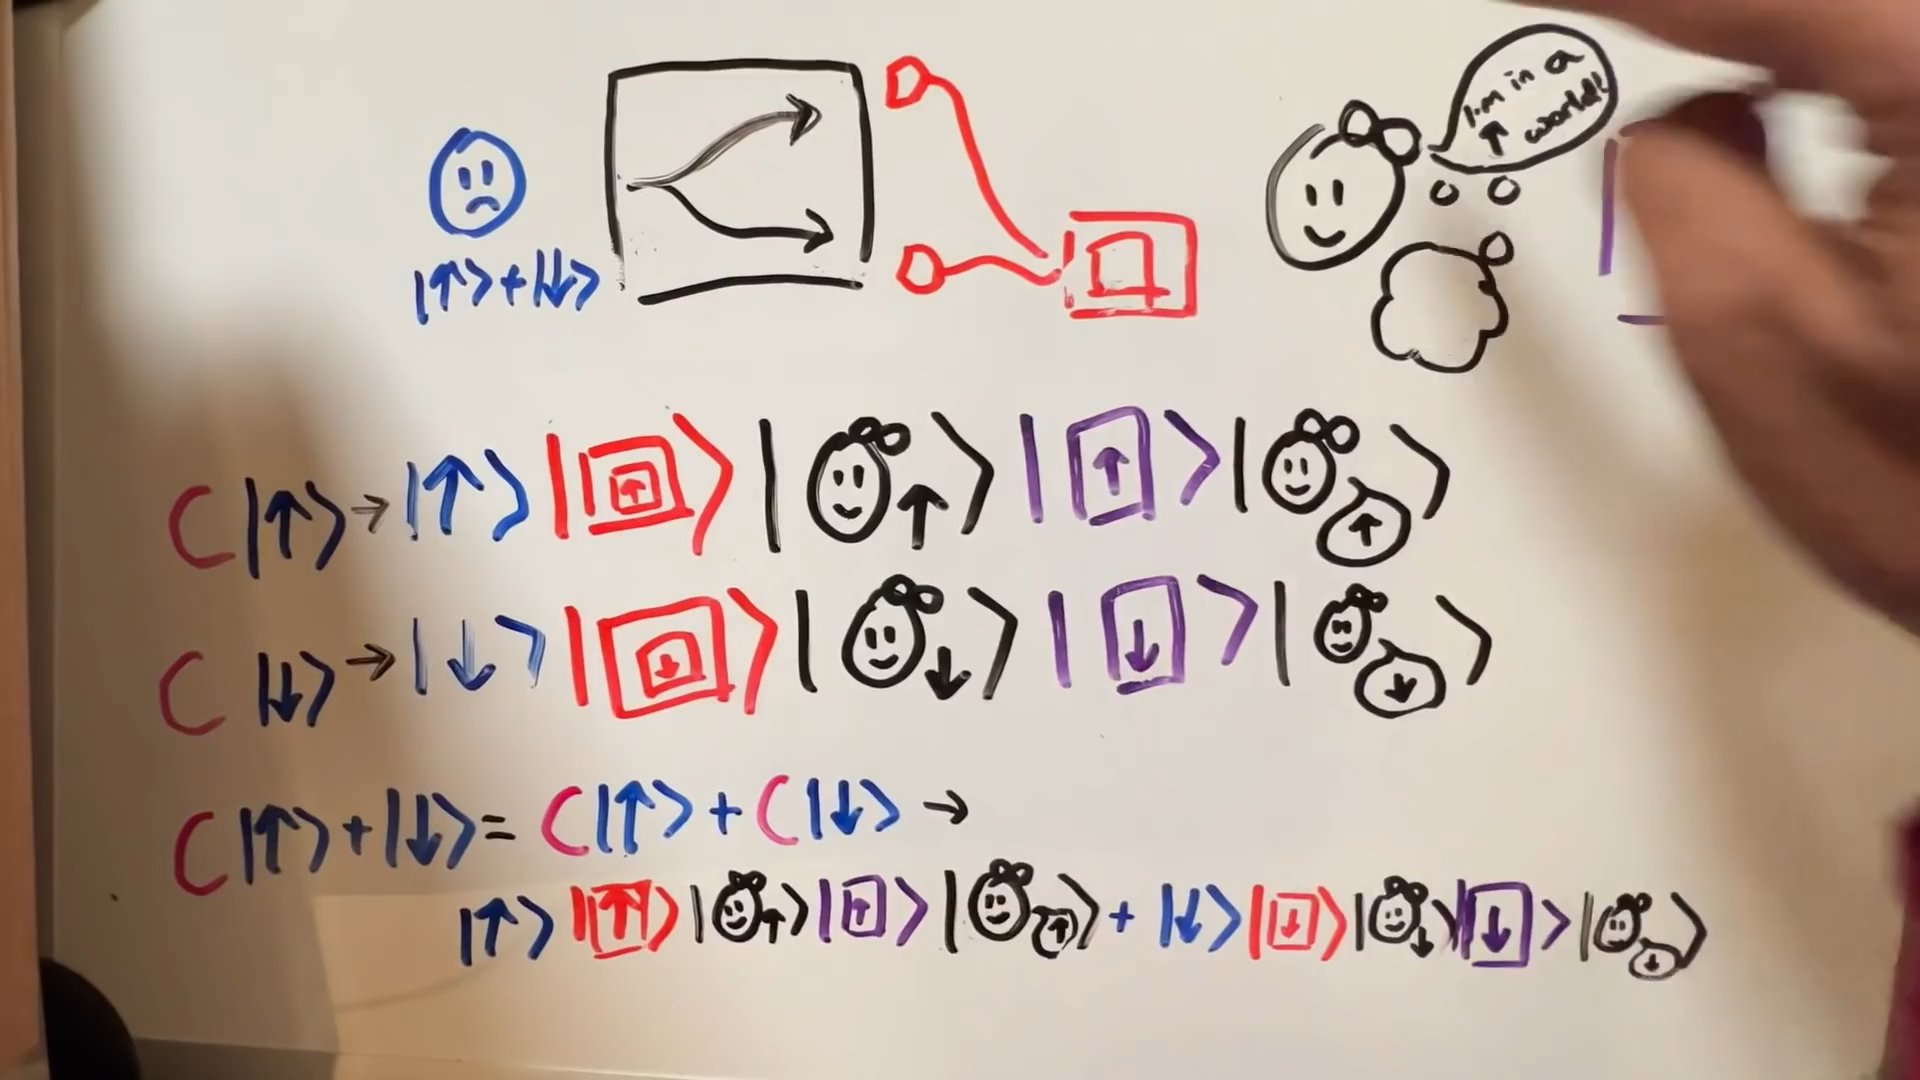 I'm in a
↑ world!!
|↑>+|↓>
C|↑> → |↑>|↑>|↑>|↑>|↑>
C|↓> → |↓>|↓>|↓>|↓>|↓>
C|↑>+|↓> = C|↑> + C|↓> →
|↑>|↑>|↑>|↑>|↑> + |↓>|↓>|↓>|↓>|↓>